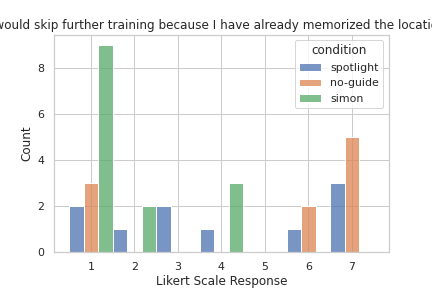 would skip further training because I have already memorized the locati
condition
spotlight
no-guide
simon
Count
8
6
4
2
0
1 2 3 4 5 6 7
Likert Scale Response